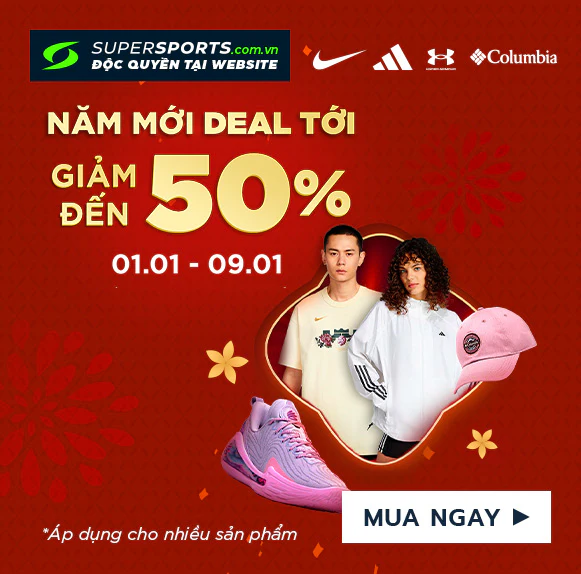 SUPERSPORTS.com.vn
ĐỘC QUYỀN TẠI WEBSITE
Columbia
NĂM MỚI DEAL TỚI
GIẢM ĐẾN 50%
01.01 - 09.01
*Áp dụng cho nhiều sản phẩm
MUA NGAY